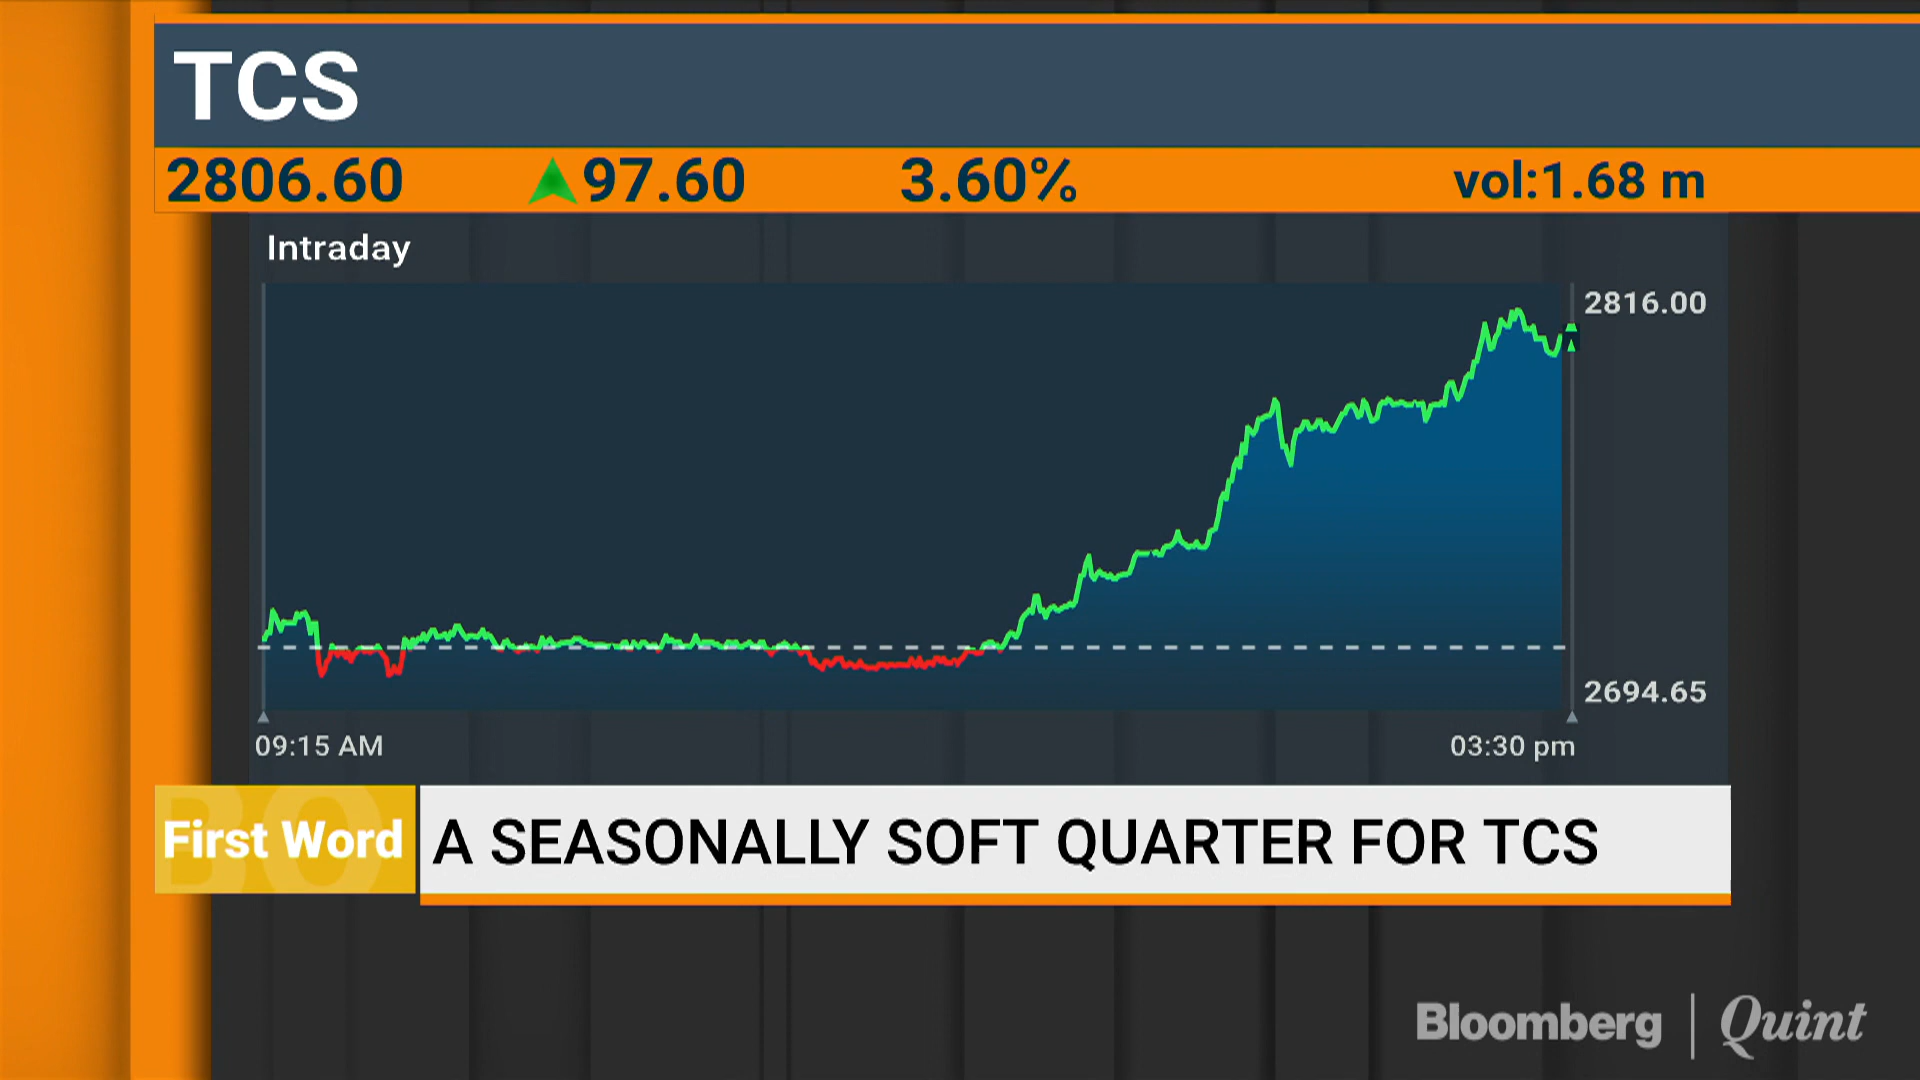 TCS
2806.60 97.60 3.60% vol:1.68 m
Intraday
2816.00
2694.65
09:15 AM 03:30 pm
First Word A SEASONALLY SOFT QUARTER FOR TCS
Bloomberg | Quint